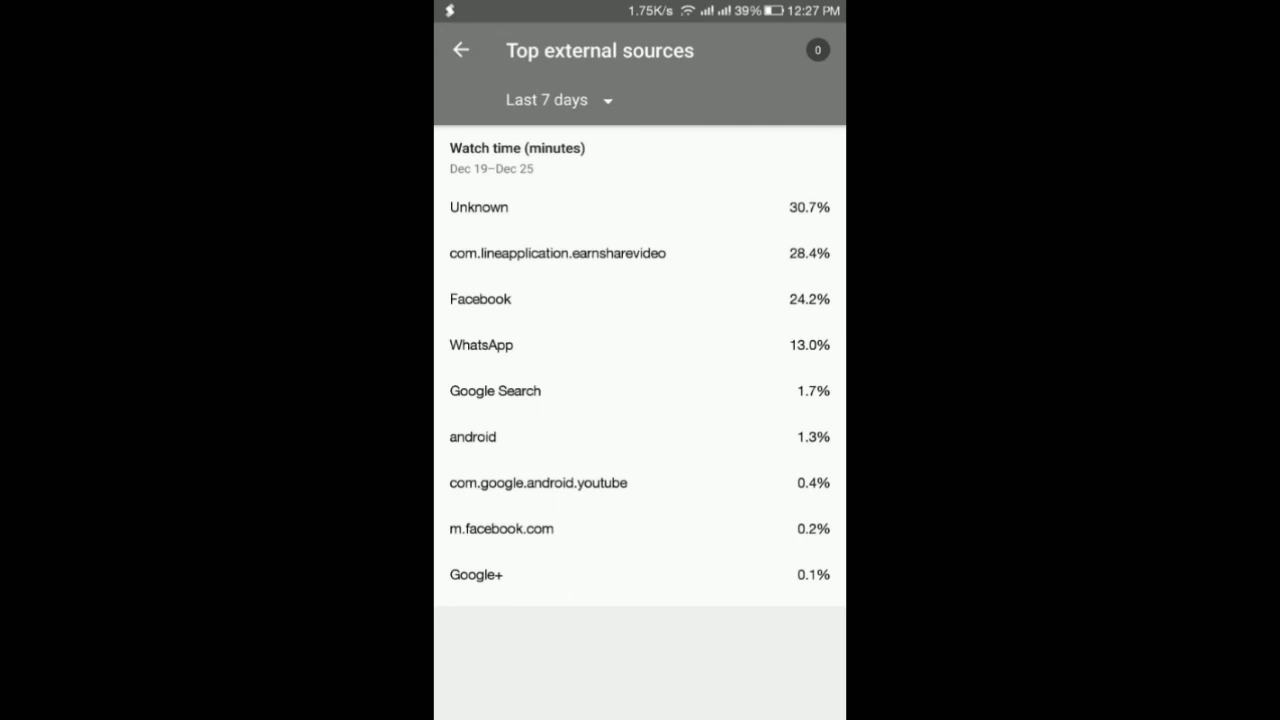 1.75K/s 39% 12:27 PM
Top external sources 0
Last 7 days
Watch time (minutes)
Dec 19–Dec 25
Unknown 30.7%
com.lineapplication.earnsharevideo 28.4%
Facebook 24.2%
WhatsApp 13.0%
Google Search 1.7%
android 1.3%
com.google.android.youtube 0.4%
m.facebook.com 0.2%
Google+ 0.1%